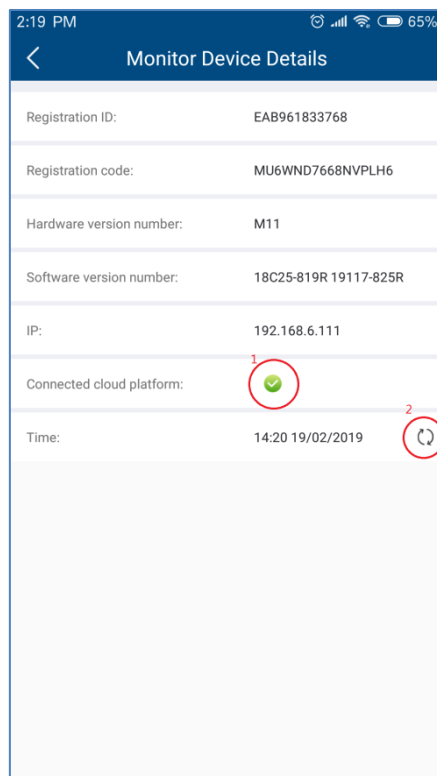 2:19 PM 65%
Monitor Device Details
Registration ID: EAB961833768
Registration code: MU6WND7668NVPLH6
Hardware version number: M11
Software version number: 18C25-819R 19117-825R
IP: 192.168.6.111
1
Connected cloud platform:
2
Time: 14:20 19/02/2019